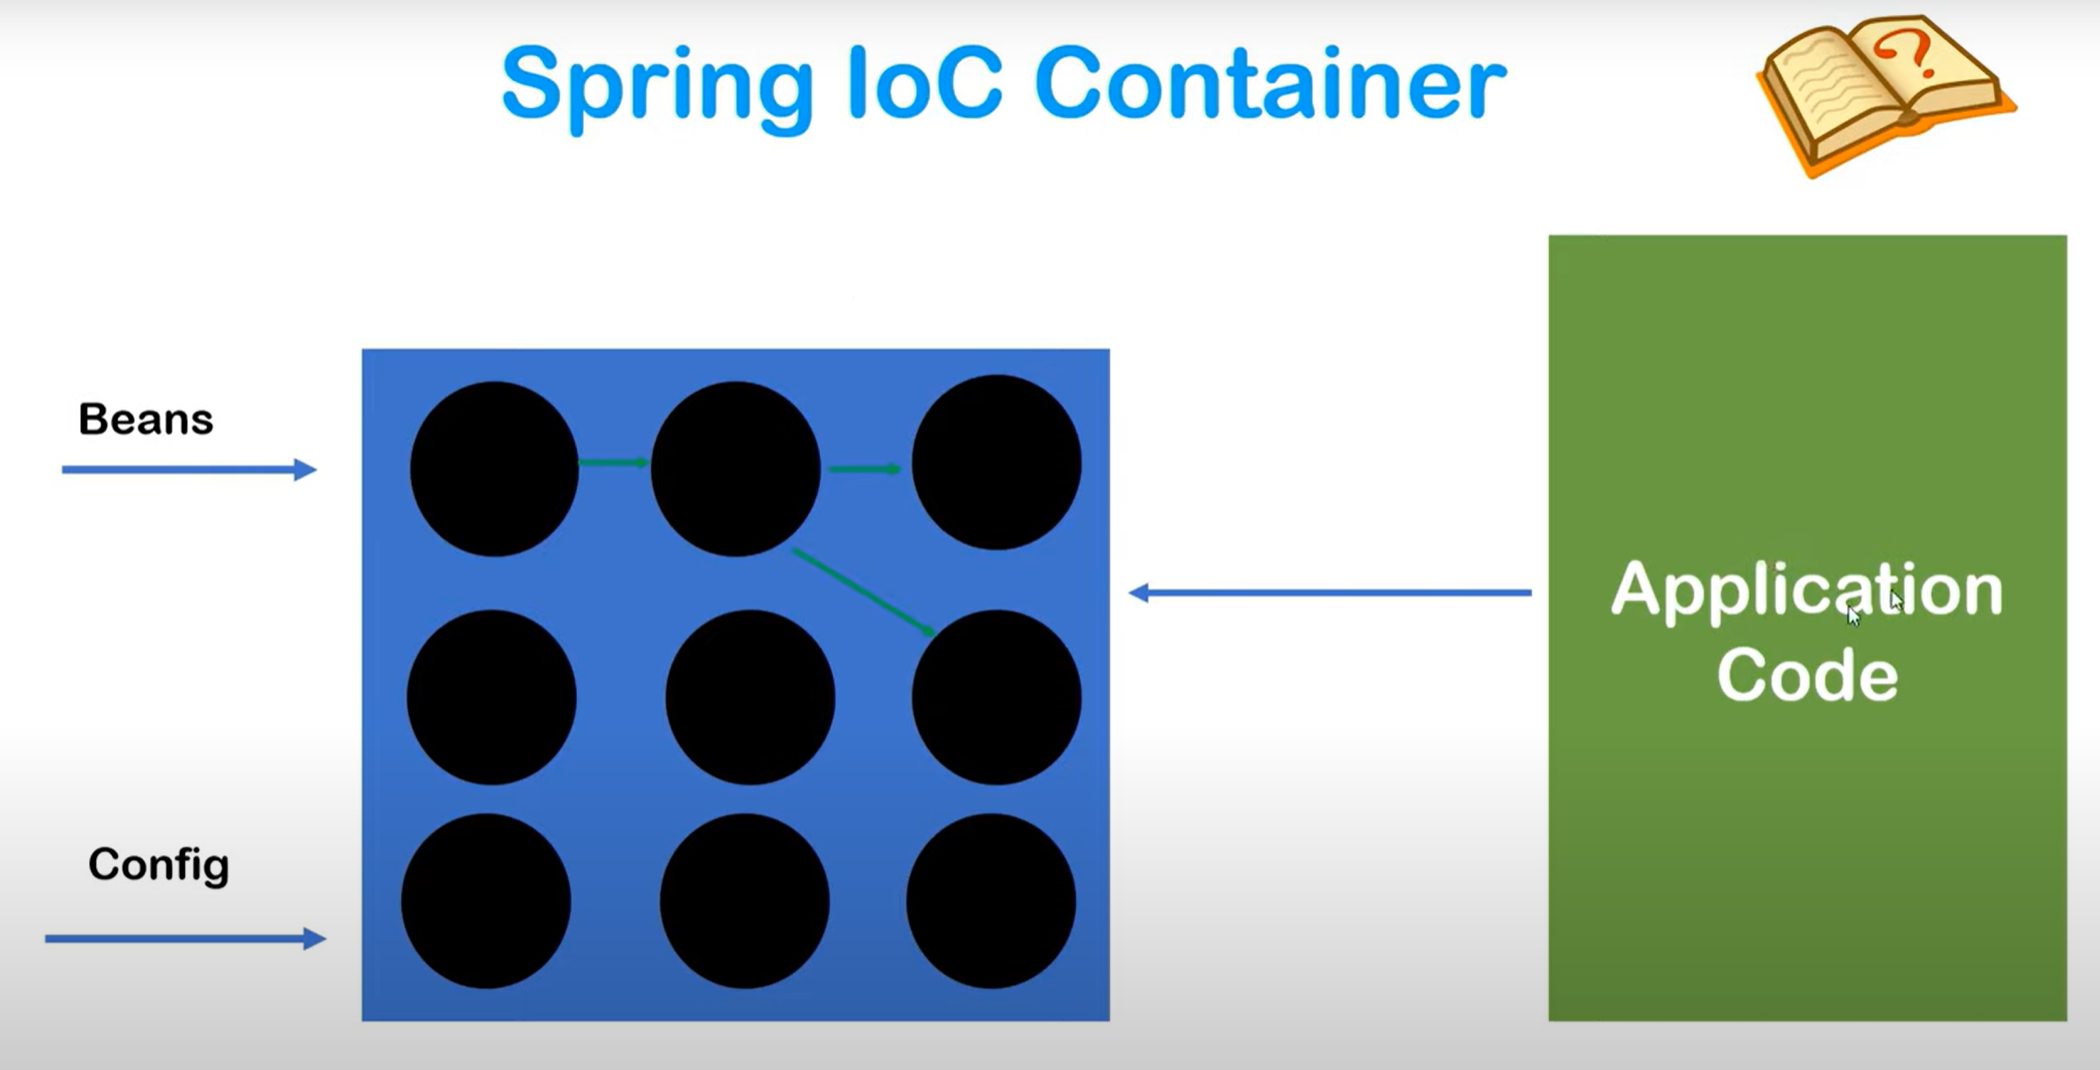 Spring IoC Container
?
Beans
Config
Application
Code